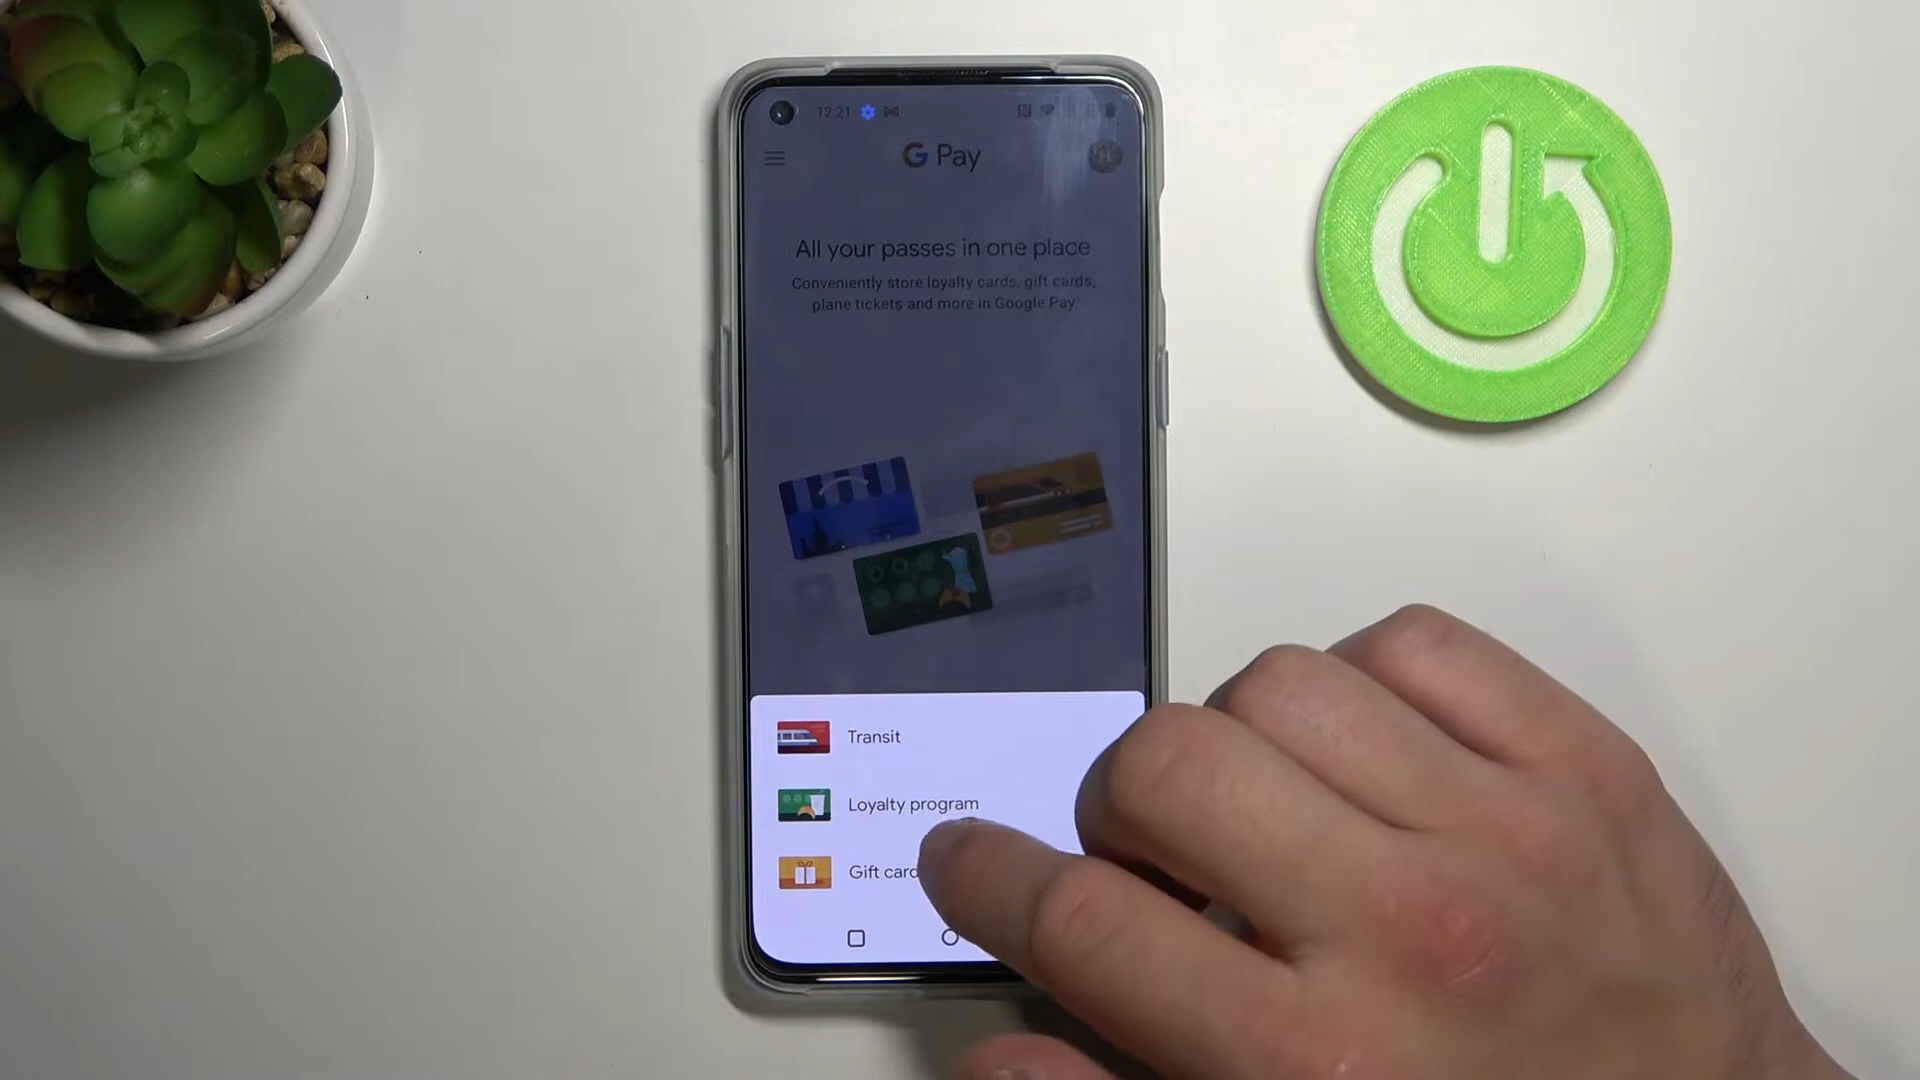 12:21
G Pay
All your passes in one place
Conveniently store loyalty cards, gift cards,
plane tickets and more in Google Pay
Transit
Loyalty program
Gift card